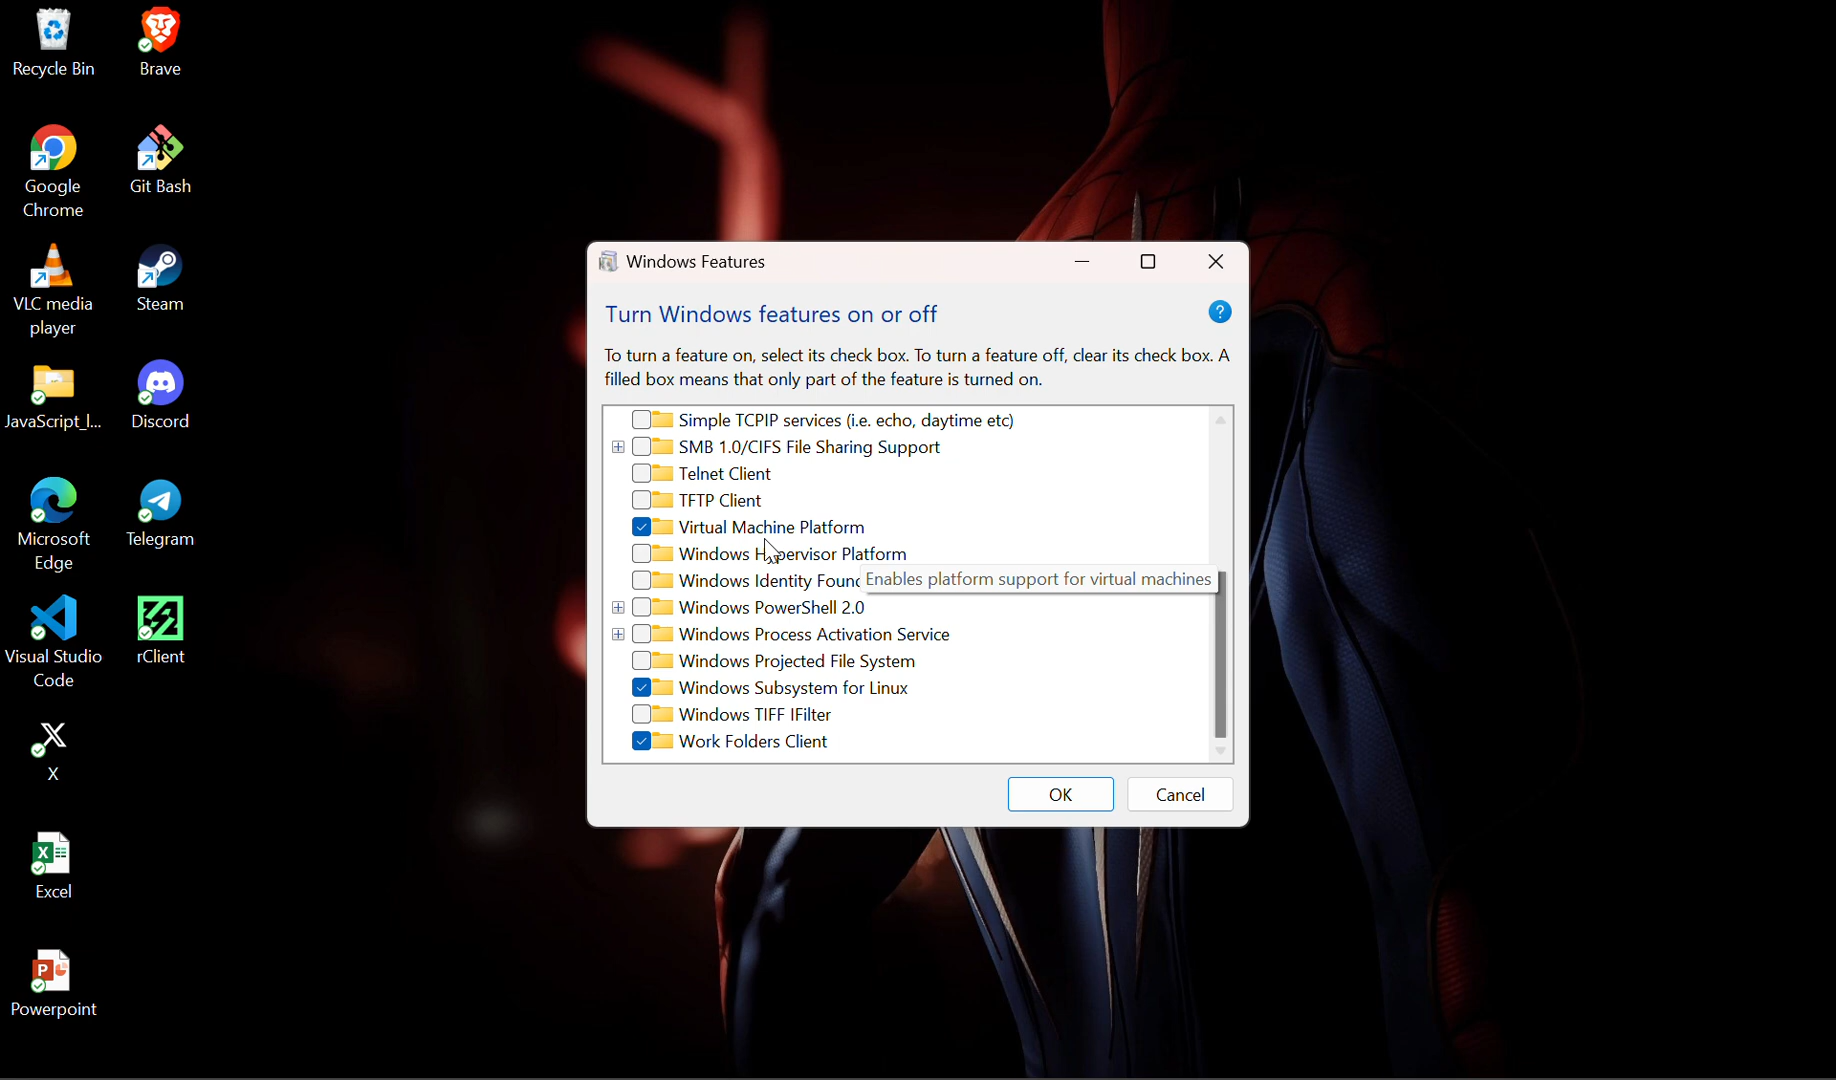 Recycle Bin
Brave
Google
Chrome
Git Bash
VLC media
player
Steam
JavaScript_l...
Discord
Microsoft
Edge
Telegram
Visual Studio
Code
rClient
X
Excel
Powerpoint
Windows Features
Turn Windows features on or off
To turn a feature on, select its check box. To turn a feature off, clear its check box. A
filled box means that only part of the feature is turned on.
Simple TCPIP services (i.e. echo, daytime etc)
SMB 1.0/CIFS File Sharing Support
Telnet Client
TFTP Client
Virtual Machine Platform
Windows Hypervisor Platform
Windows Identity Found
Enables platform support for virtual machines
Windows PowerShell 2.0
Windows Process Activation Service
Windows Projected File System
Windows Subsystem for Linux
Windows TIFF IFilter
Work Folders Client
OK
Cancel